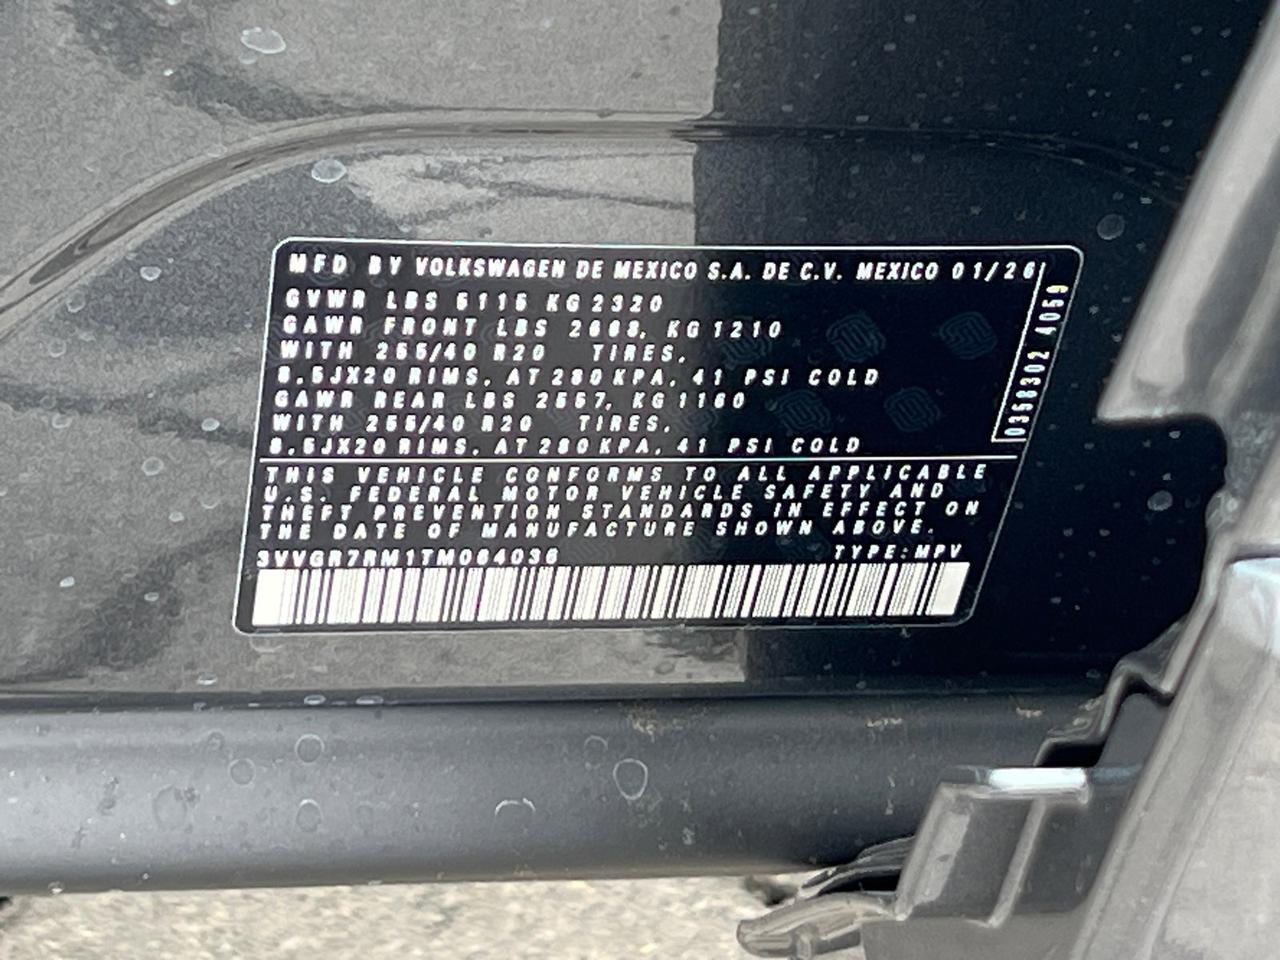 MFD BY VOLKSWAGEN DE MEXICO S.A. DE C.V. MEXICO 01/26
GVWR LBS 5115 KG 2320
GAWR FRONT LBS 2668, KG 1210
WITH 255/40 R20 TIRES,
8.5JX20 RIMS, AT 280 KPA, 41 PSI COLD
GAWR REAR LBS 2557, KG 1160
WITH 255/40 R20 TIRES,
8.5JX20 RIMS, AT 280 KPA, 41 PSI COLD
0358302 4059
THIS VEHICLE CONFORMS TO ALL APPLICABLE
U.S. FEDERAL MOTOR VEHICLE SAFETY AND
THEFT PREVENTION STANDARDS IN EFFECT ON
THE DATE OF MANUFACTURE SHOWN ABOVE.
3VVGR7RM1TM064036 TYPE: MPV